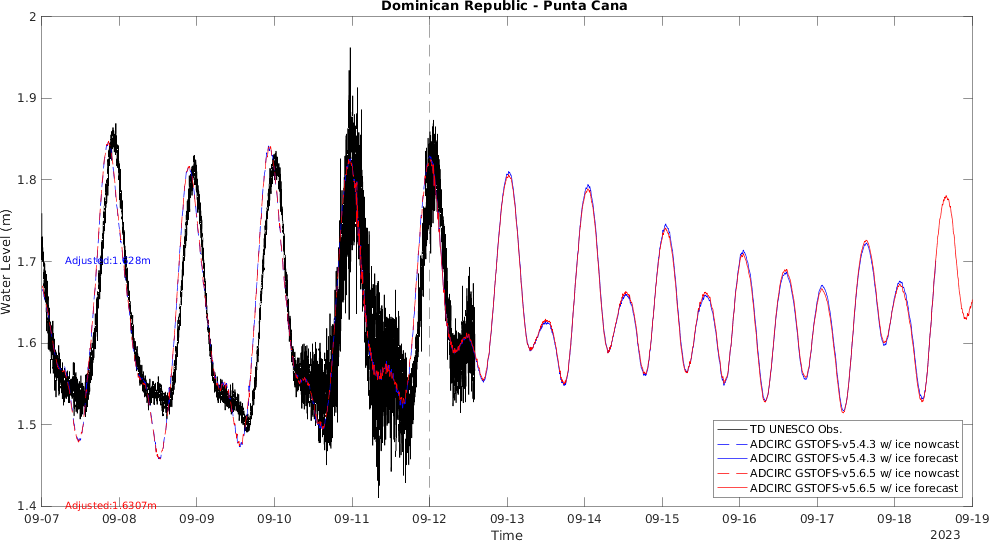 Dominican Republic - Punta Cana
2
1.9
1.8
1.7
1.6
1.5
1.4
Water Level (m)
Adjusted:1.628m
Adjusted:1.6307m
TD UNESCO Obs.
ADCIRC GSTOFS-v5.4.3 w/ ice nowcast
ADCIRC GSTOFS-v5.4.3 w/ ice forecast
ADCIRC GSTOFS-v5.6.5 w/ ice nowcast
ADCIRC GSTOFS-v5.6.5 w/ ice forecast
09-07 09-08 09-09 09-10 09-11 09-12 09-13 09-14 09-15 09-16 09-17 09-18 09-19
Time
2023